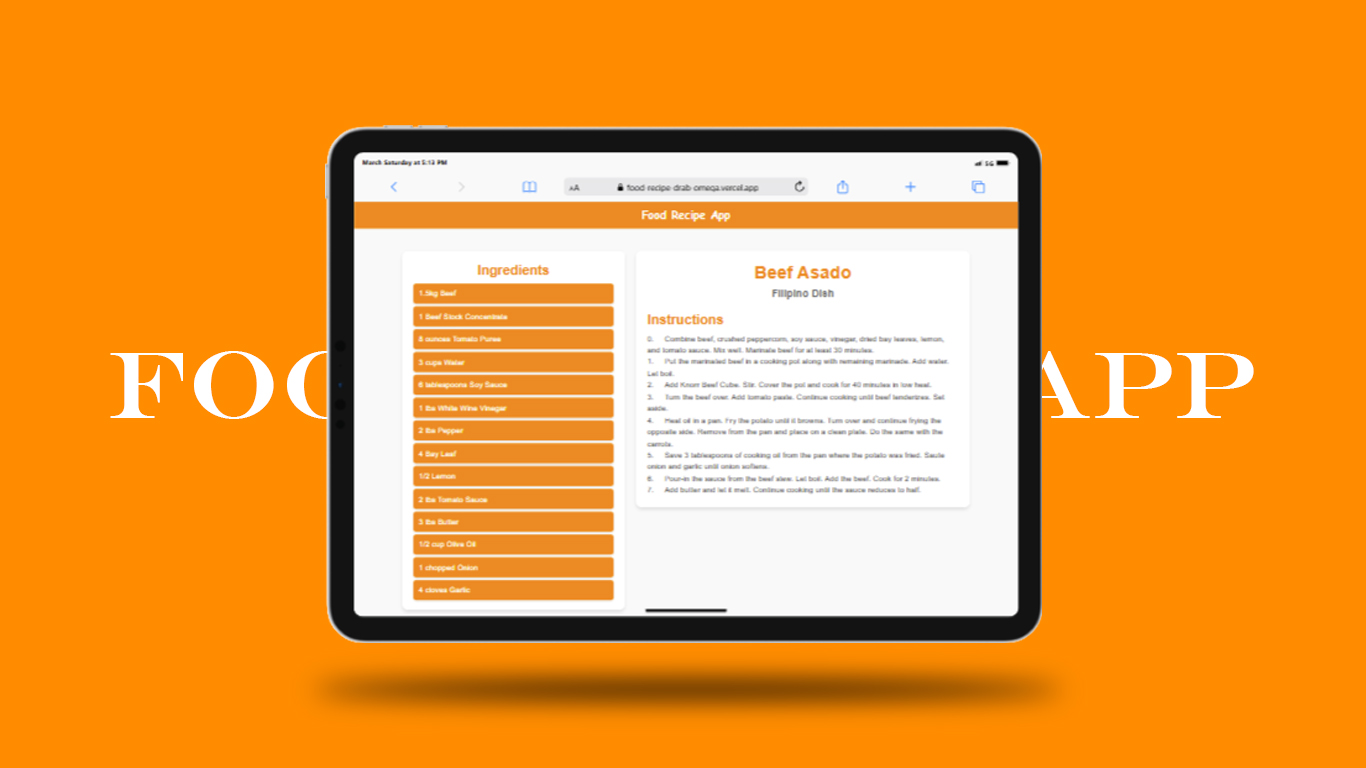 March Saturday at 5:13 PM
5G
AA
food-recipe-drab-omega.vercel.app
Food Recipe App
Ingredients
1.5kg Beef
1 Beef Stock Concentrate
8 ounces Tomato Puree
3 cups Water
6 tablespoons Soy Sauce
1 tbs White Wine Vinegar
2 tbs Pepper
4 Bay Leaf
1/2 Lemon
2 tbs Tomato Sauce
3 tbs Butter
1/2 cup Olive Oil
1 chopped Onion
4 cloves Garlic
Beef Asado
Filipino Dish
Instructions
0. Combine beef, crushed peppercorn, soy sauce, vinegar, dried bay leaves, lemon,
and tomato sauce. Mix well. Marinate beef for at least 30 minutes.
1. Put the marinated beef in a cooking pot along with remaining marinade. Add water.
Let boil.
2. Add Knorr Beef Cube. Stir. Cover the pot and cook for 40 minutes in low heat.
3. Turn the beef over. Add tomato paste. Continue cooking until beef tenderizes. Set
aside.
4. Heat oil in a pan. Fry the potato until it browns. Turn over and continue frying the
opposite side. Remove from the pan and place on a clean plate. Do the same with the
carrots.
5. Save 3 tablespoons of cooking oil from the pan where the potato was fried. Saute
onion and garlic until onion softens.
6. Pour-in the sauce from the beef stew. Let boil. Add the beef. Cook for 2 minutes.
7. Add butter and let it melt. Continue cooking until the sauce reduces to half.
FOO APP